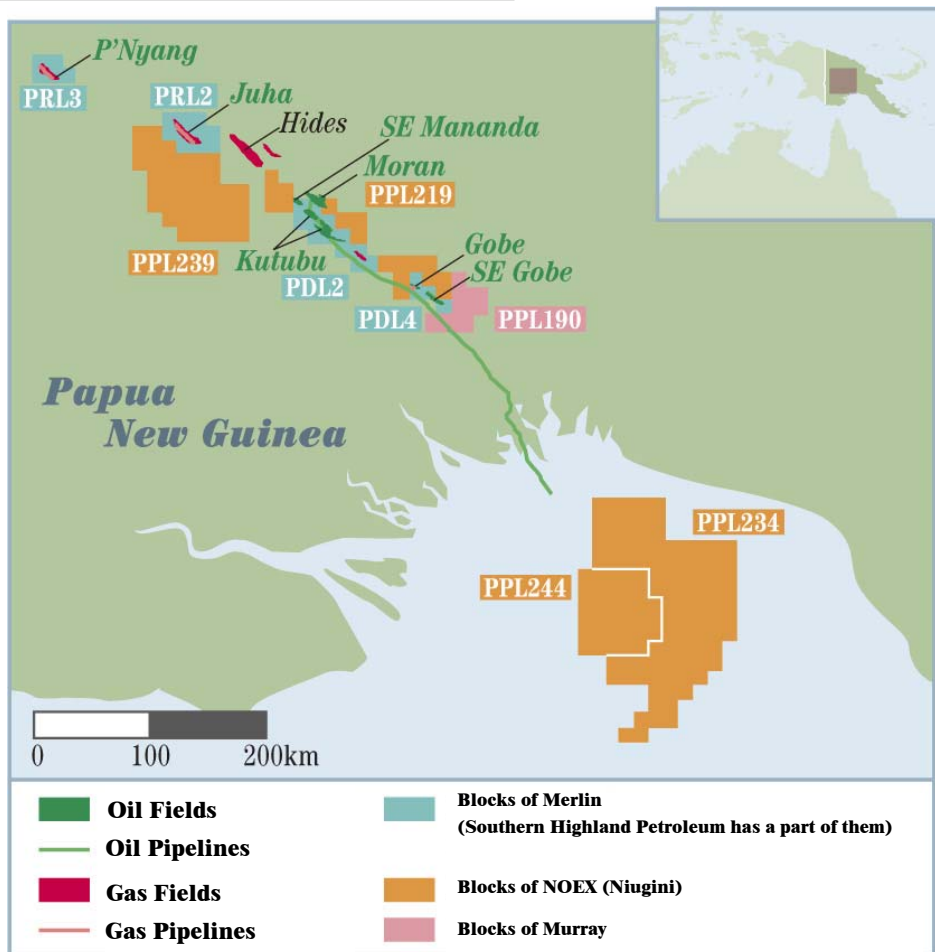 P'Nyang
PRL3
PRL2
Juha
Hides
SE Mananda
Moran
PPL219
PPL239
Kutubu
PDL2
Gobe
SE Gobe
PDL4
PPL190
Papua
New Guinea
PPL234
PPL244
0 100 200km
Oil Fields
Oil Pipelines
Gas Fields
Gas Pipelines
Blocks of Merlin
(Southern Highland Petroleum has a part of them)
Blocks of NOEX (Niugini)
Blocks of Murray